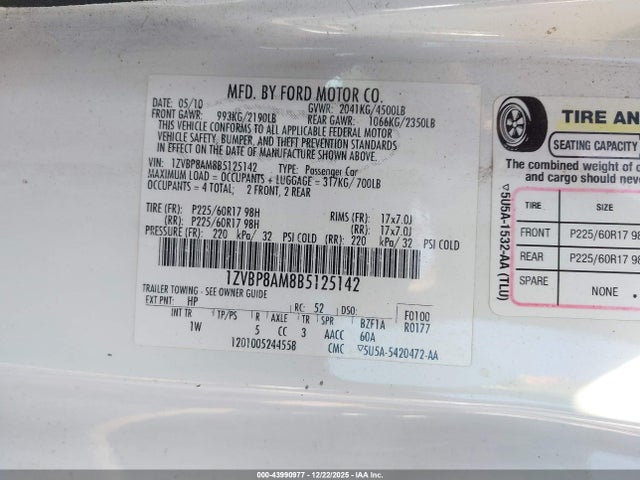 MFD. BY FORD MOTOR CO.
DATE: 05/10 GVWR: 2041KG/4500LB
FRONT GAWR: 993KG/2190LB REAR GAWR: 1066KG/2350LB
THIS VEHICLE CONFORMS TO ALL APPLICABLE FEDERAL MOTOR
VEHICLE SAFETY, BUMPER, AND THEFT PREVENTION STANDARDS
IN EFFECT ON THE DATE OF MANUFACTURE SHOWN ABOVE.
VIN: 1ZVBP8AM8B5125142 TYPE: Passenger Car
MAXIMUM LOAD = OCCUPANTS + LUGGAGE = 317KG/700LB
OCCUPANTS = 4 TOTAL; 2 FRONT, 2 REAR
TIRE (FR): P225/60R17 98H RIMS (FR): 17x7.0J
(RR): P225/60R17 98H (RR): 17x7.0J
PRESSURE (FR): 220 kPa/ 32 PSI COLD (RR): 220 kPa/ 32 PSI COLD
1ZVBP8AM8B5125142
TRAILER TOWING - SEE OWNER GUIDE
EXT PNT: HP RC: 52 DSO: F0100
INT TR TP/PS R AXLE TR SPR BZF1A R0177
1W 5 CC 3 AACC 60A
1201005244558 CMC ▽5U5A-5420472-AA
TIRE AND
SEATING CAPACITY
The combined weight of
and cargo should never
TIRE SIZE
FRONT P225/60R17 98
REAR P225/60R17 98
SPARE NONE
▽5U5A-1532-AA (TLU)
000-43990977 - 12/22/2025 - IAAI.COM